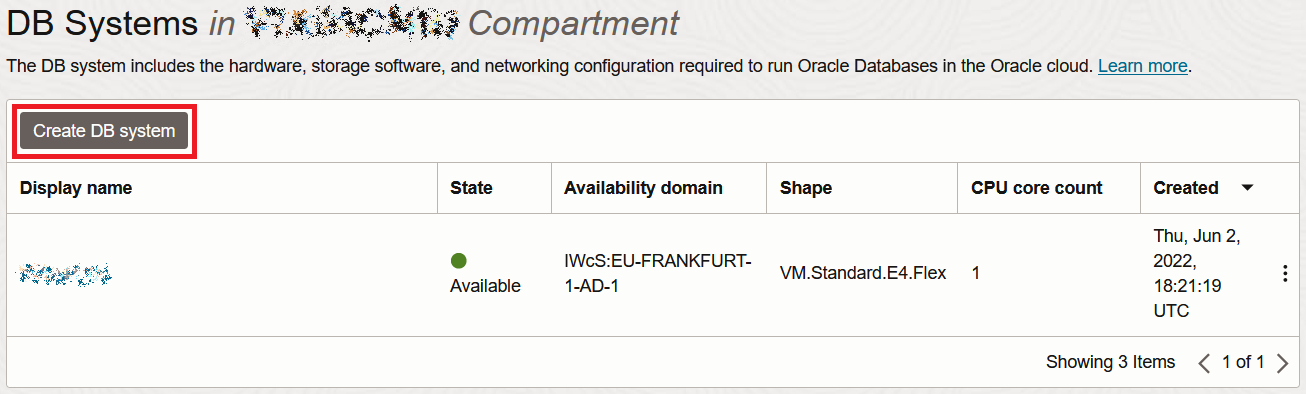 DB Systems in Compartment
The DB system includes the hardware, storage software, and networking configuration required to run Oracle Databases in the Oracle cloud. Learn more.
Create DB system
Display name State Availability domain Shape CPU core count Created
Available
IWcS:EU-FRANKFURT-
1-AD-1
VM.Standard.E4.Flex
1
Thu, Jun 2,
2022,
18:21:19
UTC
Showing 3 Items 1 of 1